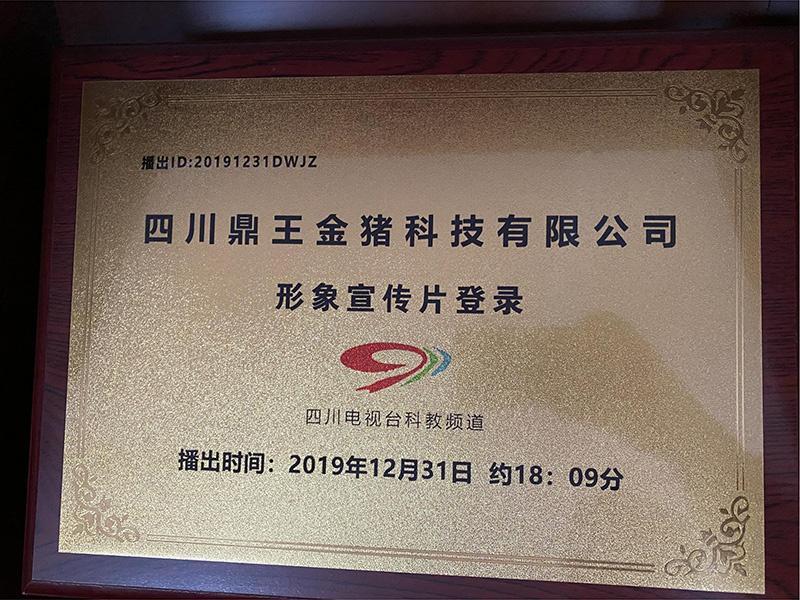 播出ID:20191231DWJZ
四川鼎王金猪科技有限公司
形象宣传片登录
四川电视台科教频道
播出时间：2019年12月31日 约18：09分